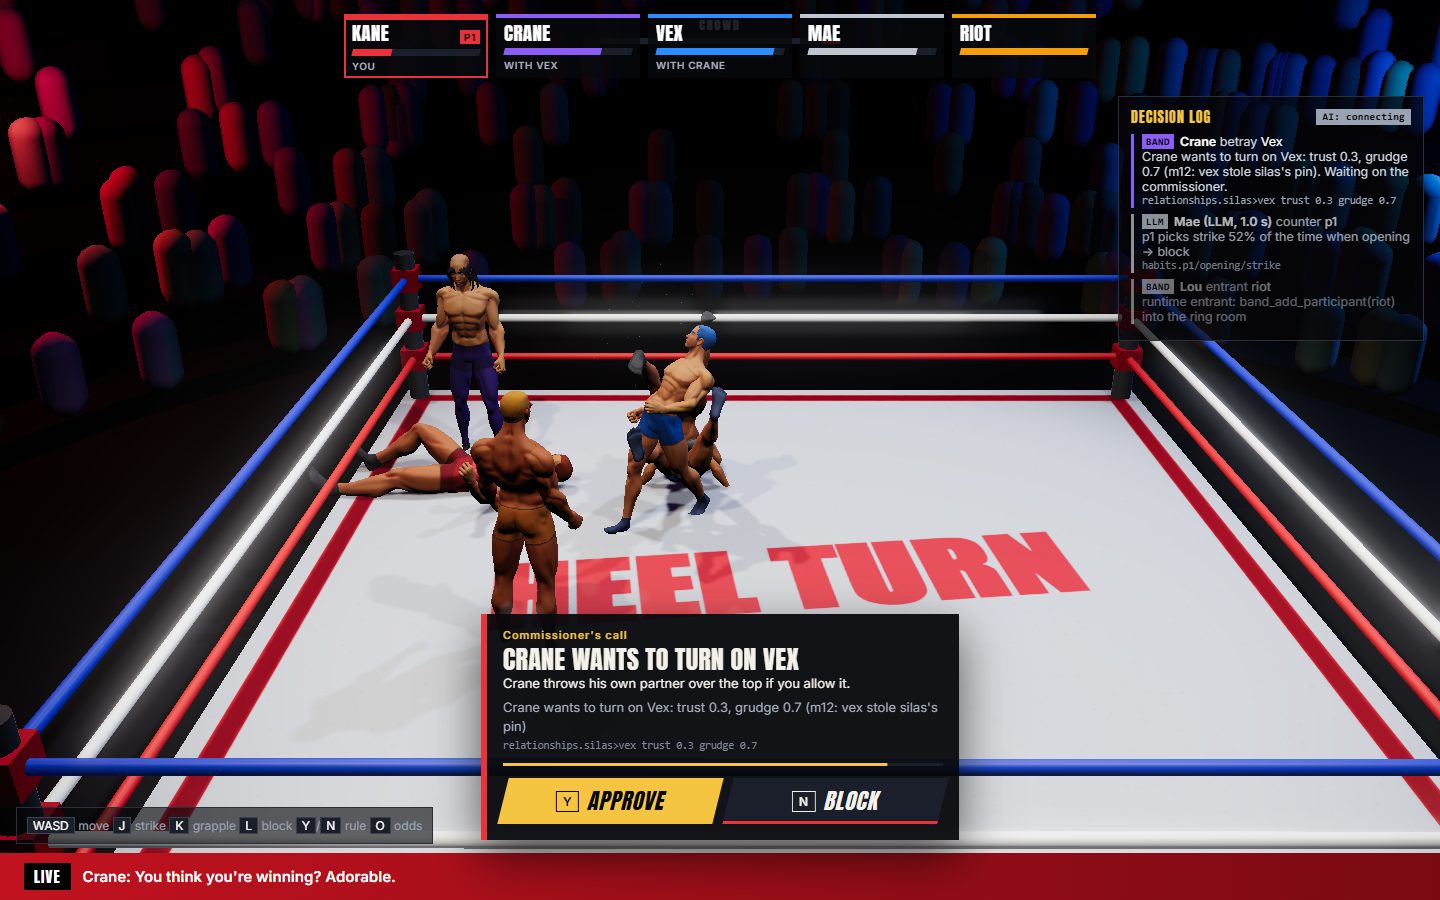 KANE P1
YOU
CRANE
WITH VEX
VEX CROWD
WITH CRANE
MAE
RIOT
DECISION LOG AI: connecting
BAND Crane betray Vex
Crane wants to turn on Vex: trust 0.3, grudge
0.7 (m12: vex stole silas's pin). Waiting on the
commissioner.
relationships.silas>vex trust 0.3 grudge 0.7
LLM Mae (LLM, 1.0 s) counter p1
p1 picks strike 52% of the time when opening
→ block
habits.p1/opening/strike
BAND Lou entrant riot
runtime entrant: band_add_participant(riot)
into the ring room
HEEL TURN
Commissioner's call
CRANE WANTS TO TURN ON VEX
Crane throws his own partner over the top if you allow it.
Crane wants to turn on Vex: trust 0.3, grudge 0.7 (m12: vex stole silas's
pin)
relationships.silas>vex trust 0.3 grudge 0.7
Y APPROVE
N BLOCK
WASD move J strike K grapple L block Y/N rule O odds
LIVE Crane: You think you're winning? Adorable.